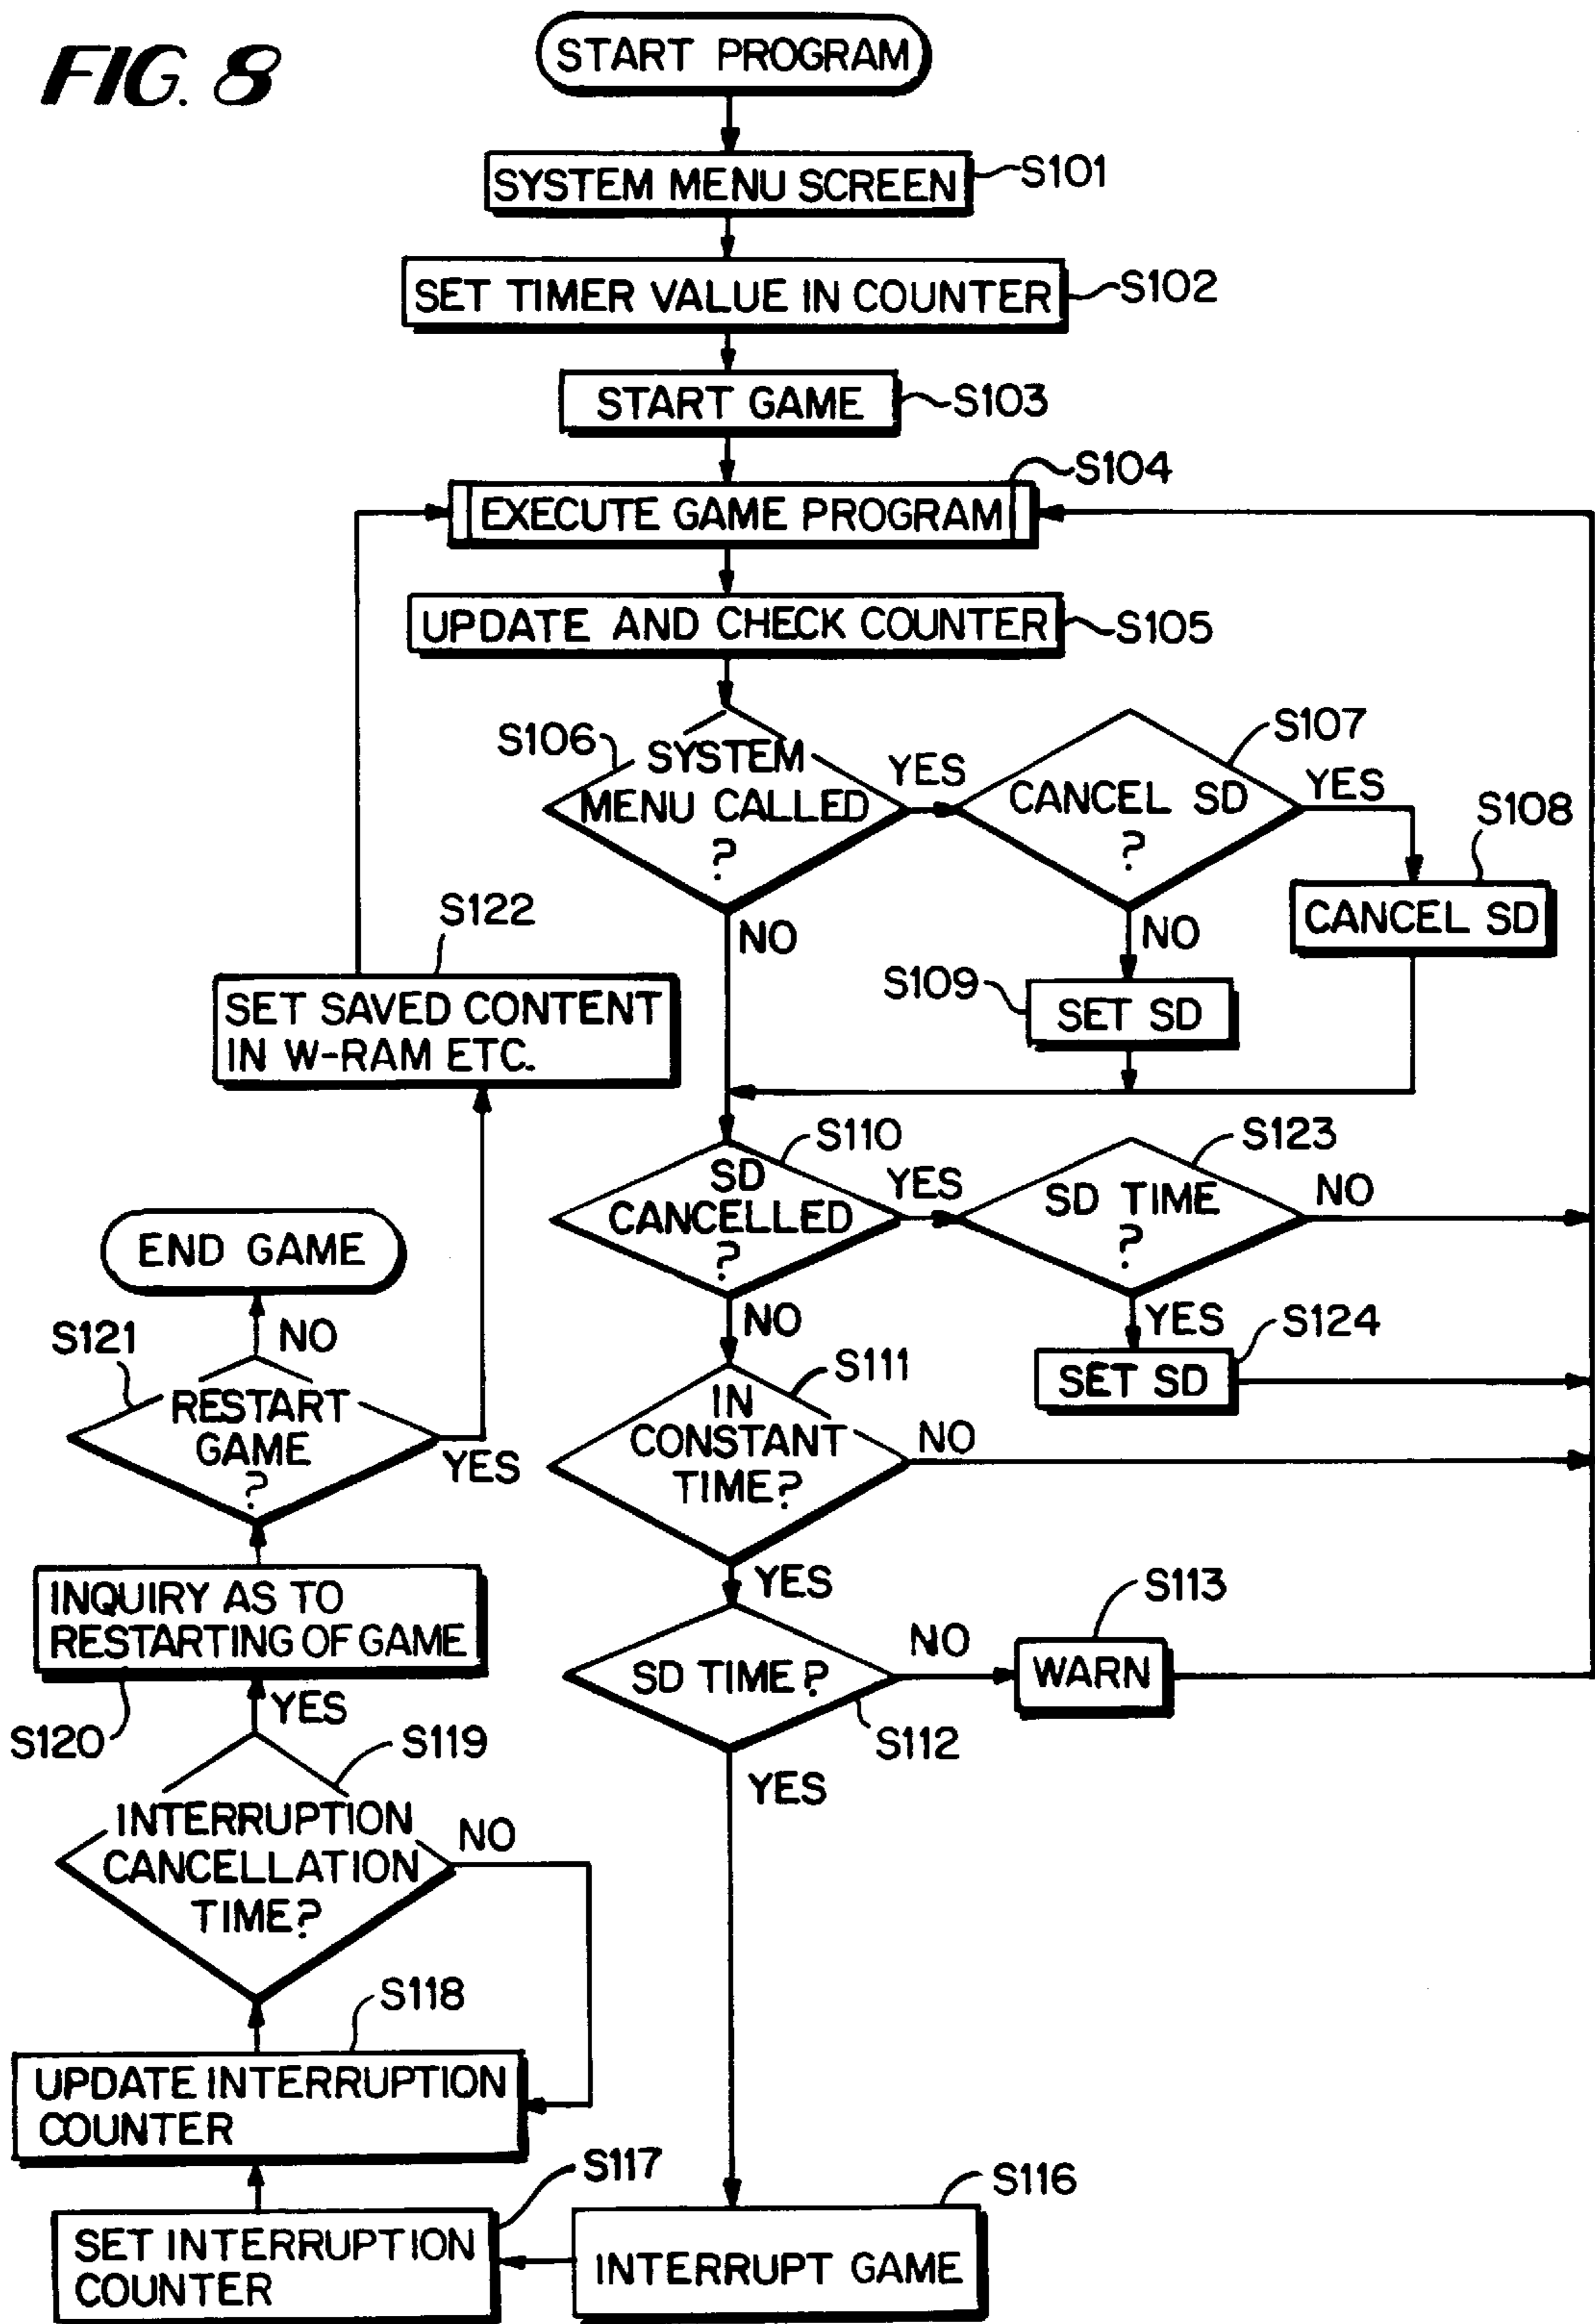 FIG. 8
START PROGRAM
SYSTEM MENU SCREEN
S101
SET TIMER VALUE IN COUNTER
S102
START GAME
S103
S104
EXECUTE GAME PROGRAM
UPDATE AND CHECK COUNTER
S105
S106
SYSTEM
MENU CALLED
?
YES
NO
S107
CANCEL SD
?
YES
NO
S108
CANCEL SD
S109
SET SD
S122
SET SAVED CONTENT
IN W-RAM ETC.
S110
SD
CANCELLED
?
YES
NO
S123
SD TIME
?
NO
YES
S124
SET SD
END GAME
NO
S121
RESTART
GAME
?
YES
S111
IN
CONSTANT
TIME?
NO
YES
INQUIRY AS TO
RESTARTING OF GAME
S120
YES
SD TIME?
NO
S112
YES
S113
WARN
S119
INTERRUPTION
CANCELLATION
TIME?
NO
S118
UPDATE INTERRUPTION
COUNTER
S117
SET INTERRUPTION
COUNTER
S116
INTERRUPT GAME